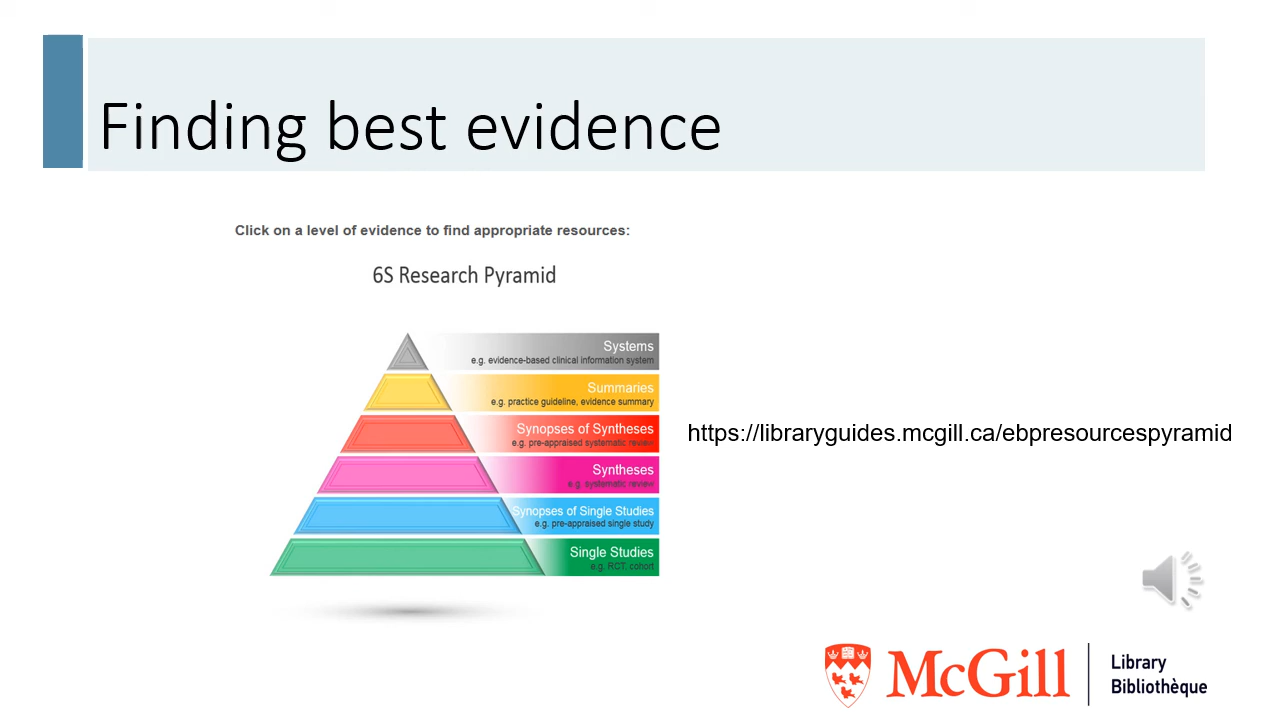 Finding best evidence
Click on a level of evidence to find appropriate resources:
6S Research Pyramid
Systems
e.g. evidence-based clinical information system
Summaries
e.g. practice guideline, evidence summary
Synopses of Syntheses
e.g. pre-appraised systematic review
Syntheses
e.g. systematic review
Synopses of Single Studies
e.g. pre-appraised single study
Single Studies
e.g. RCT, cohort
https://libraryguides.mcgill.ca/ebpresourcespyramid
McGill
Library
Bibliothèque